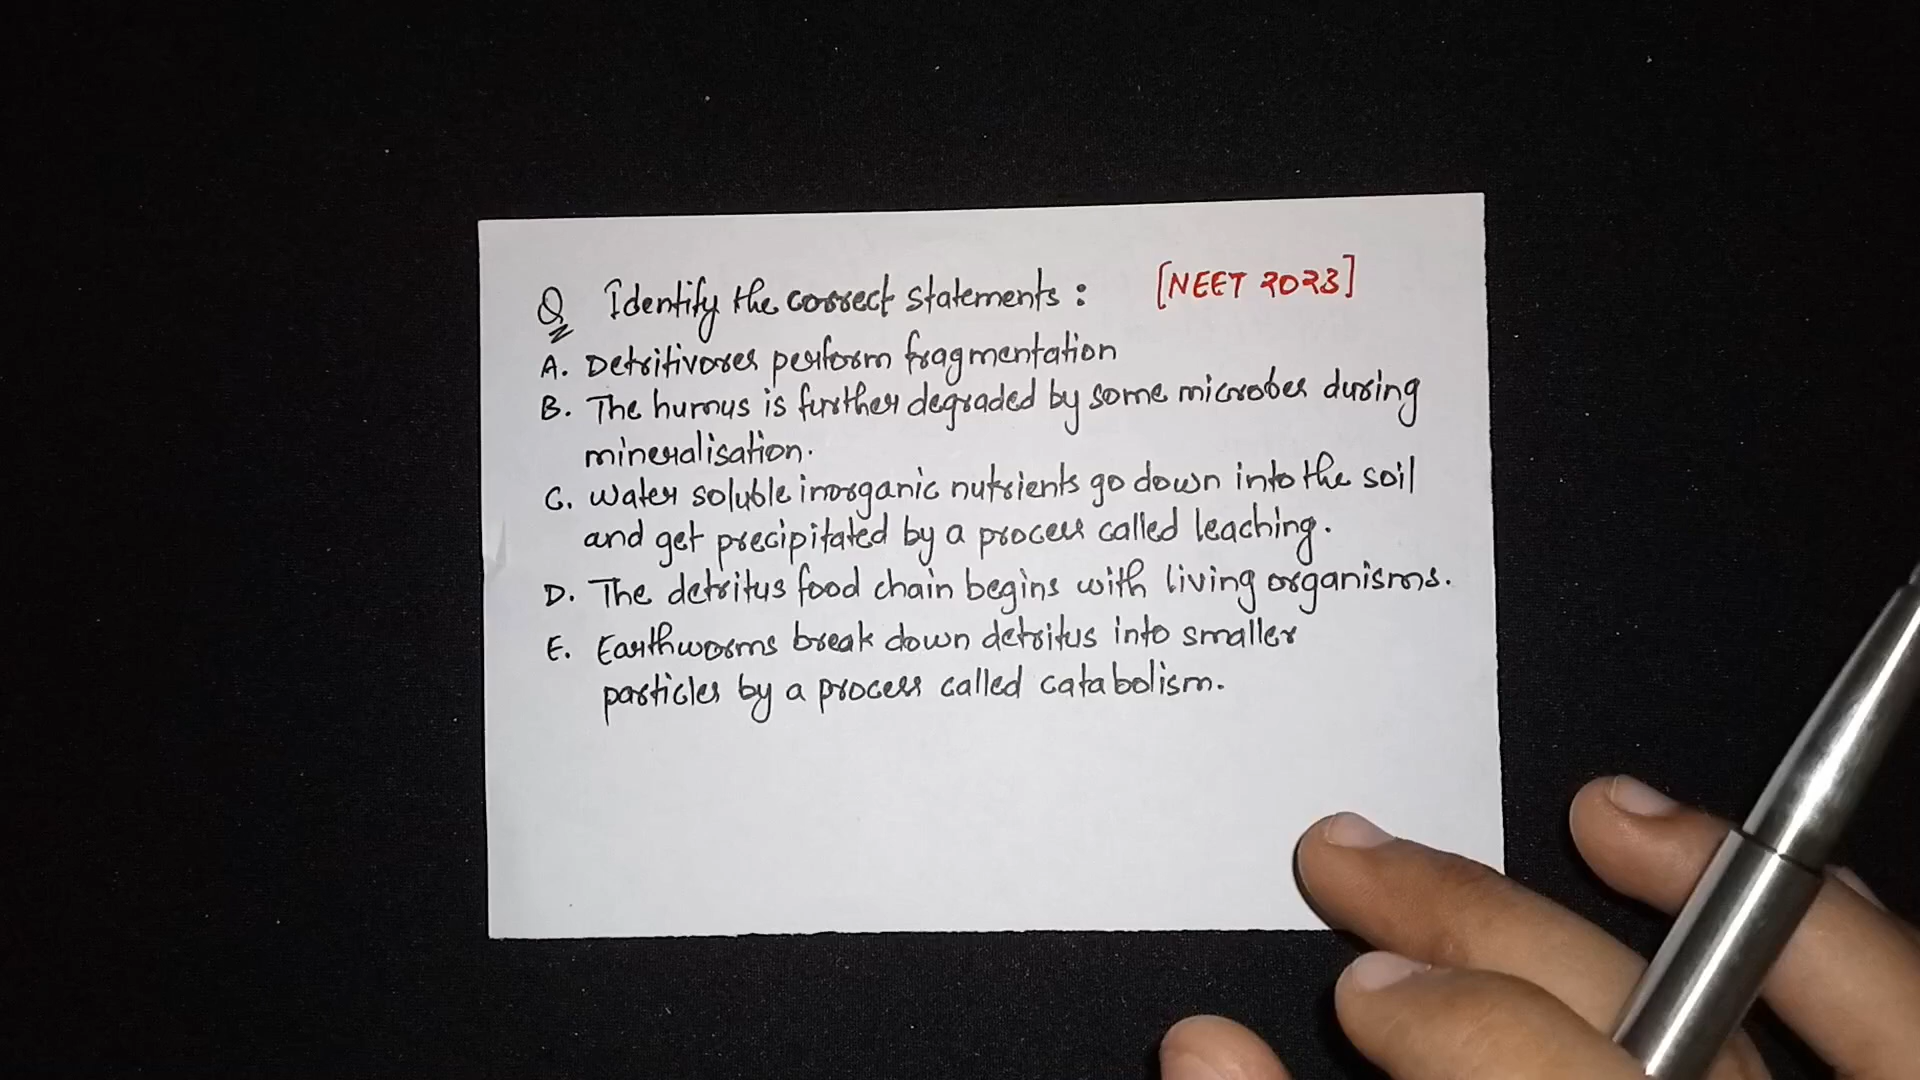 Q Identify the correct statements : [NEET 2023]
A. Detritivores perform fragmentation
B. The humus is further degraded by some microbes during
mineralisation.
C. Water soluble inorganic nutrients go down into the soil
and get precipitated by a process called leaching.
D. The detritus food chain begins with living organisms.
E. Earthworms break down detritus into smaller
particles by a process called catabolism.